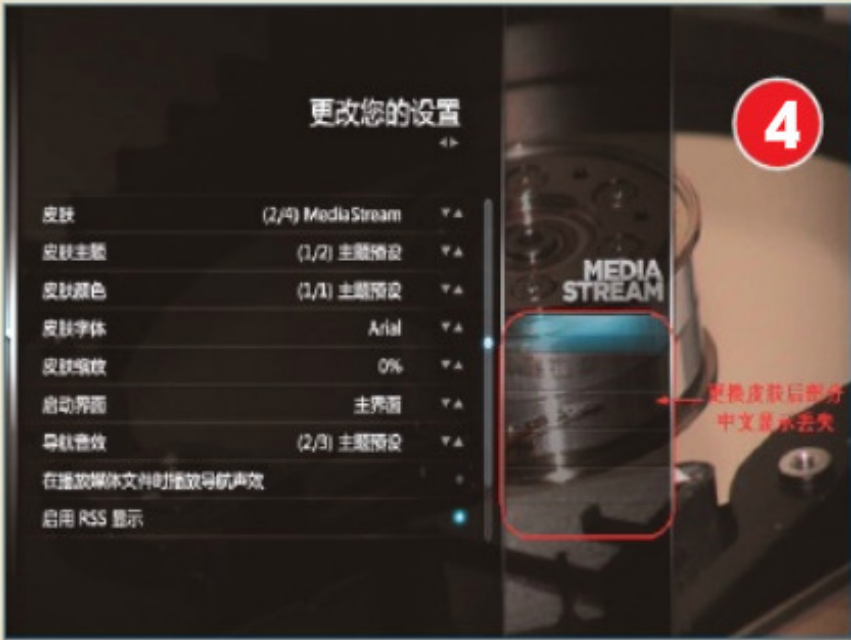 更改您的设置
4
皮肤 (2/4) MediaStream
皮肤主题 (1/2) 主题预设
皮肤颜色 (1/1) 主题预设
皮肤字体 Arial
皮肤缩放 0%
启动界面 主界面
导航音效 (2/3) 主题预设
在播放媒体文件时播放导航声效
启用 RSS 显示
MEDIA
STREAM
更换皮肤后部分
中文显示丢失